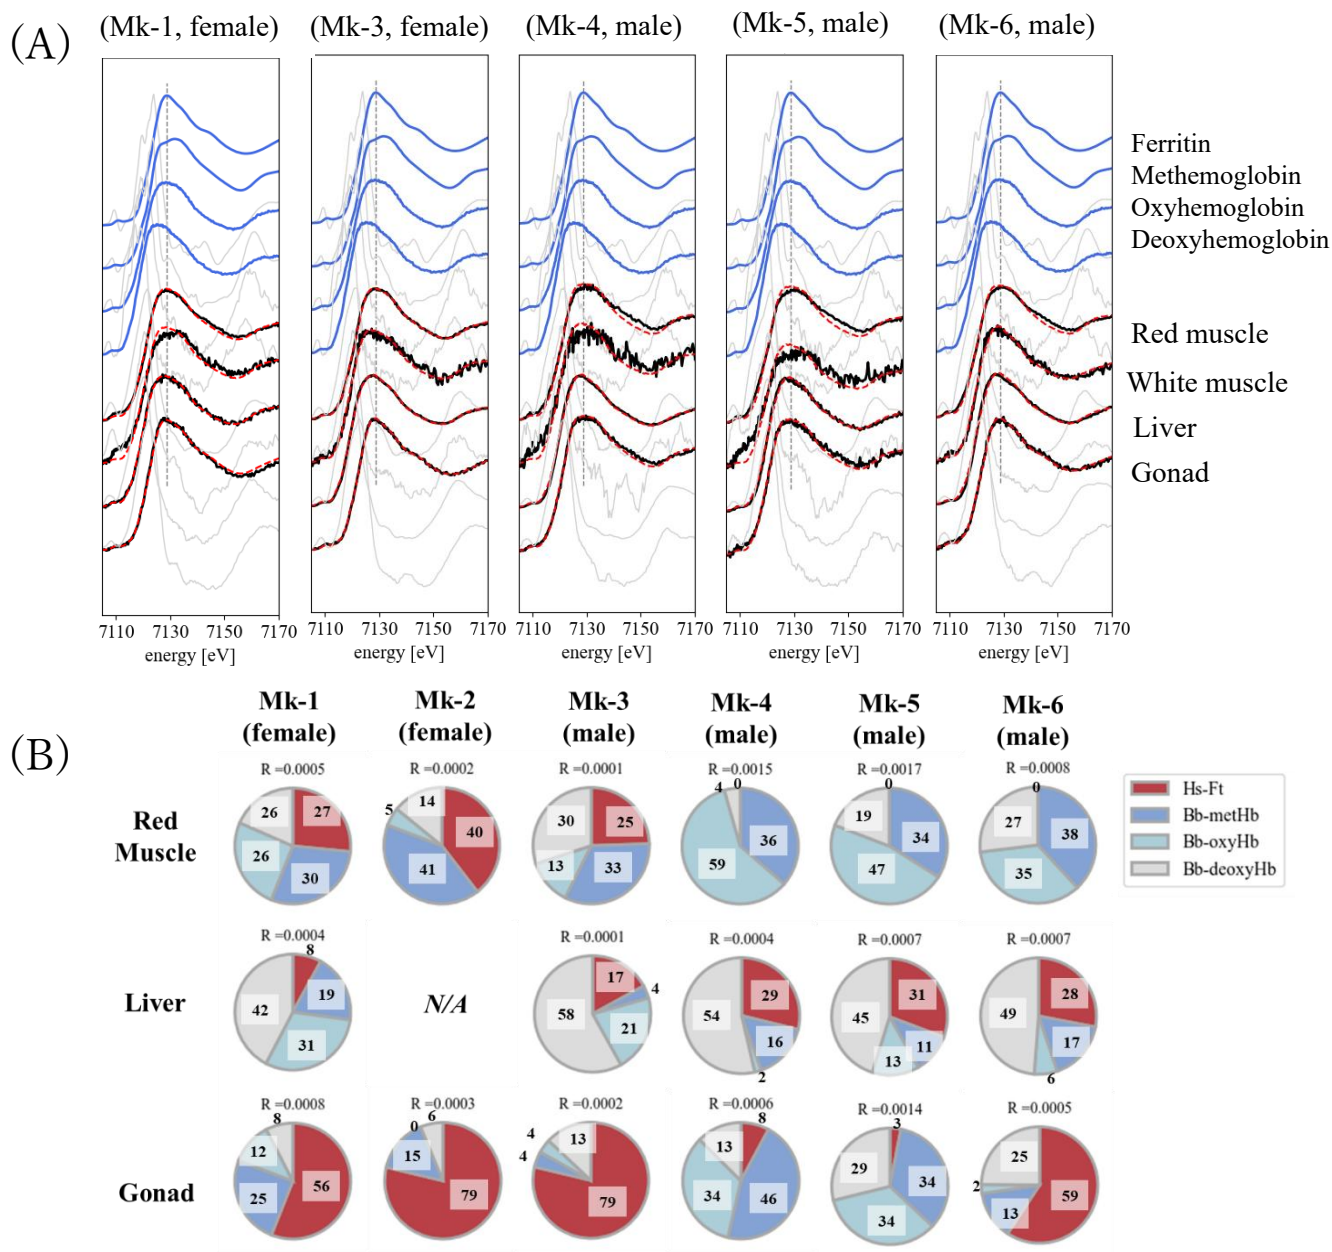 (A)
(Mk-1, female) (Mk-3, female) (Mk-4, male) (Mk-5, male) (Mk-6, male)
Ferritin
Methemoglobin
Oxyhemoglobin
Deoxyhemoglobin
Red muscle
White muscle
Liver
Gonad
7110 7130 7150 7170 7110 7130 7150 7170 7110 7130 7150 7170 7110 7130 7150 7170 7110 7130 7150 7170
energy [eV] energy [eV] energy [eV] energy [eV] energy [eV]
(B)
Mk-1 Mk-2 Mk-3 Mk-4 Mk-5 Mk-6
(female) (female) (male) (male) (male) (male)
Red
Muscle
R =0.0005 R =0.0002 R =0.0001 R =0.0015 R =0.0017 R =0.0008
26 27 26 30
14 5 40 41
30 25 13 33
4 0 36 59
0 19 34 47
0 27 38 35
Hs-Ft
Bb-metHb
Bb-oxyHb
Bb-deoxyHb
Liver
R =0.0004 N/A R =0.0001 R =0.0004 R =0.0007 R =0.0007
8 19 42 31
17 4 58 21
29 54 16 2
31 45 11 13
28 49 17 6
Gonad
R =0.0008 R =0.0003 R =0.0002 R =0.0006 R =0.0014 R =0.0005
8 12 56 25
6 0 15 79
4 13 4 79
8 13 34 46
3 29 34 34
25 2 13 59